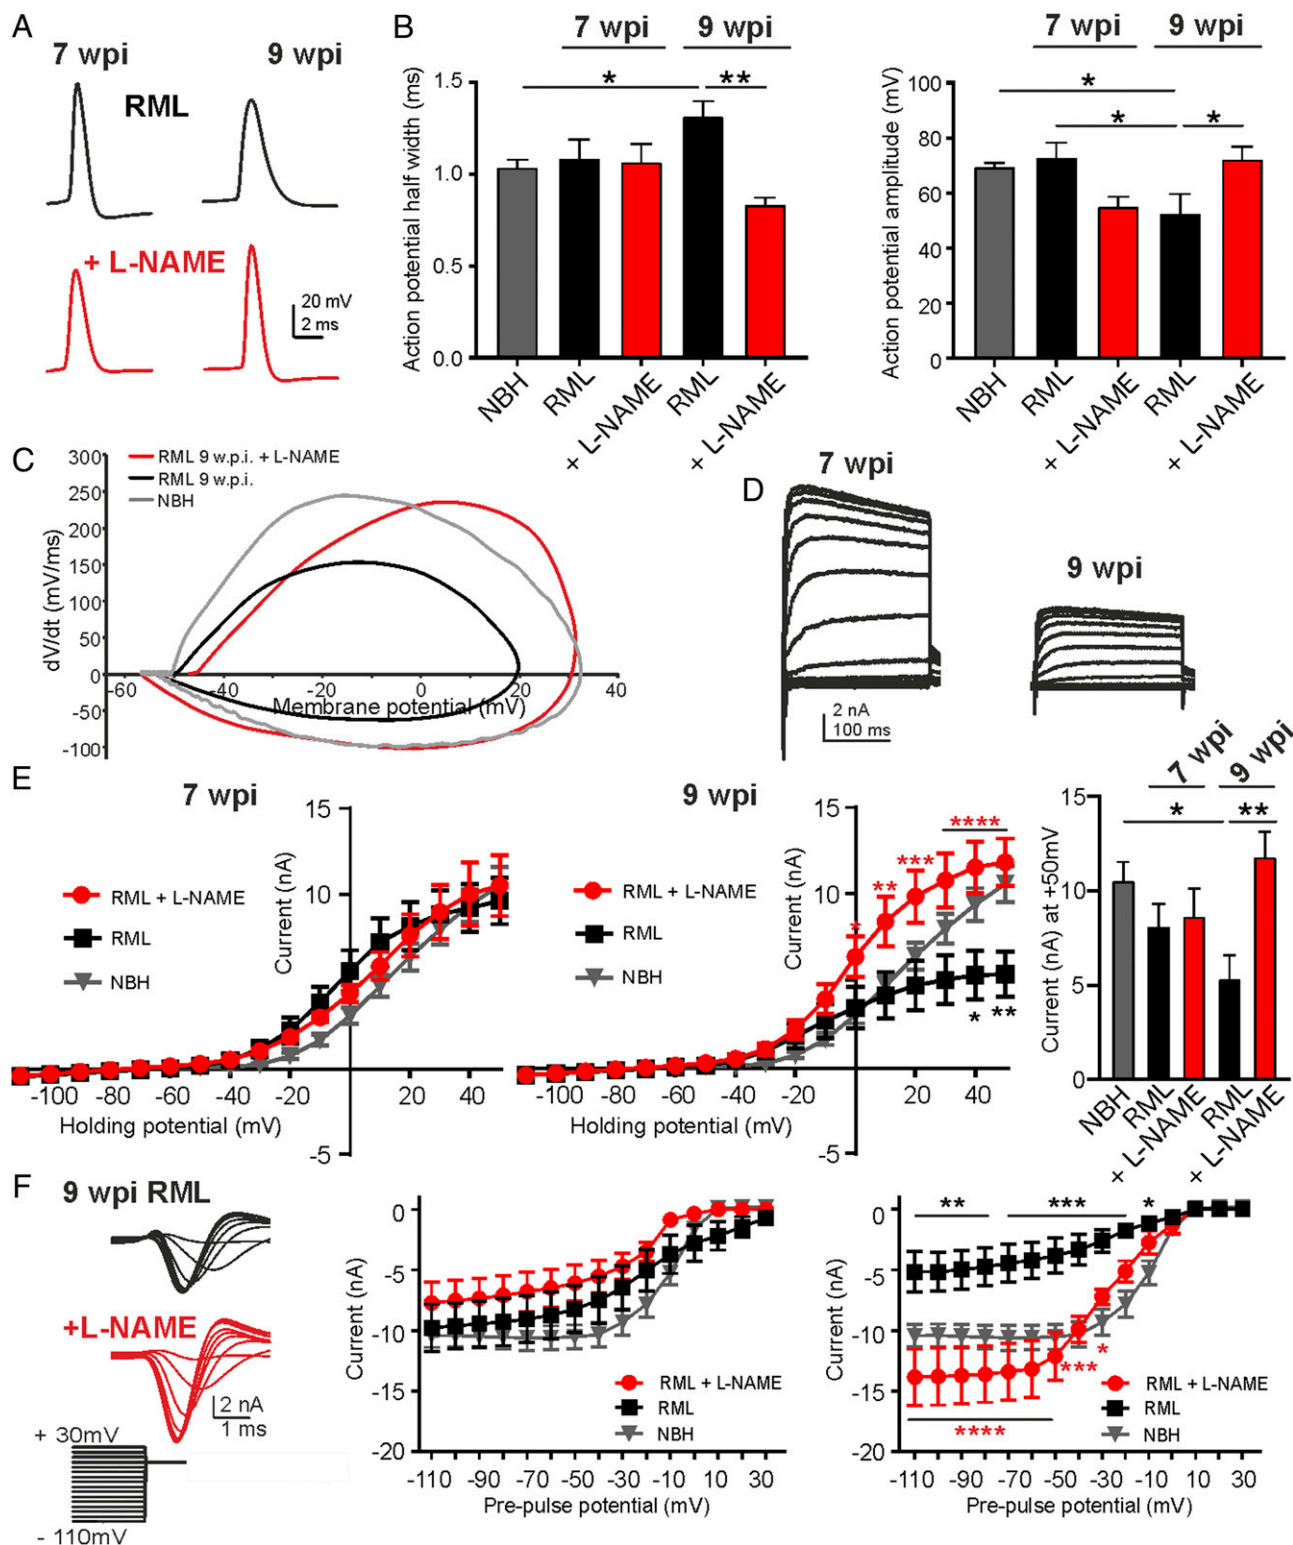 A
7 wpi
9 wpi
RML
+ L-NAME
20 mV
2 ms
B
7 wpi
9 wpi
Action potential half width (ms)
1.5
1.0
0.5
0.0
*
**
NBH
RML
+ L-NAME
RML
+ L-NAME
7 wpi
9 wpi
Action potential amplitude (mV)
100
80
60
40
20
0
*
*
*
NBH
RML
+ L-NAME
RML
+ L-NAME
C
RML 9 w.p.i. + L-NAME
RML 9 w.p.i.
NBH
dV/dt (mV/ms)
300
250
200
150
100
50
0
-50
-100
-60
-40
-20
0
20
40
Membrane potential (mV)
D
7 wpi
9 wpi
2 nA
100 ms
E
7 wpi
15
10
-5
Current (nA)
RML + L-NAME
RML
NBH
-100
-80
-60
-40
-20
20
40
Holding potential (mV)
9 wpi
15
10
-5
Current (nA)
RML + L-NAME
RML
NBH
*
**
***
****
*
**
-100
-80
-60
-40
-20
20
40
Holding potential (mV)
7 wpi
9 wpi
Current (nA) at +50mV
15
10
5
0
*
**
NBH
RML
+ L-NAME
RML
+ L-NAME
F
9 wpi RML
+L-NAME
2 nA
1 ms
+ 30mV
- 110mV
Current (nA)
0
-5
-10
-15
-20
RML + L-NAME
RML
NBH
-110
-90
-70
-50
-30
-10
10
30
Pre-pulse potential (mV)
Current (nA)
0
-5
-10
-15
-20
**
***
*
*
***
****
RML + L-NAME
RML
NBH
-110
-90
-70
-50
-30
-10
10
30
Pre-pulse potential (mV)